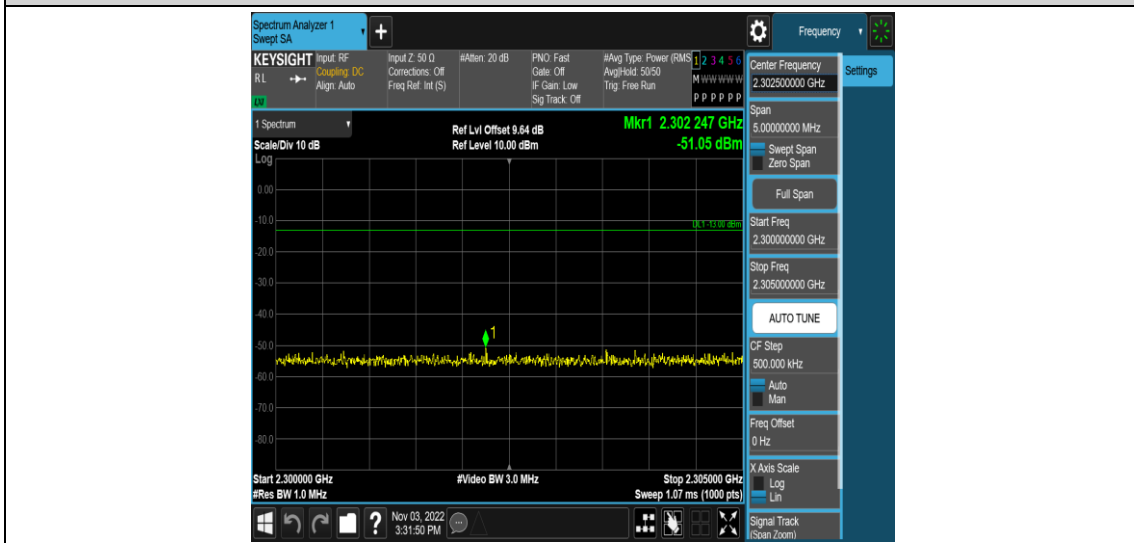 Spectrum Analyzer 1
Swept SA
Frequency
KEYSIGHT
RL
LXI
Input: RF
Coupling: DC
Align: Auto
Input Z: 50 Ω
Corrections: Off
Freq Ref: Int (S)
#Atten: 20 dB
PNO: Fast
Gate: Off
IF Gain: Low
Sig Track: Off
#Avg Type: Power (RMS
Avg|Hold: 50/50
Trig: Free Run
1 2 3 4 5 6
M W W W W W
P P P P P P
1 Spectrum
Scale/Div 10 dB
Ref Lvl Offset 9.64 dB
Ref Level 10.00 dBm
Mkr1 2.302 247 GHz
-51.05 dBm
Log
0.00
-10.0
DL1 -13.00 dBm
-20.0
-30.0
-40.0
1
-50.0
-60.0
-70.0
-80.0
Start 2.300000 GHz
#Video BW 3.0 MHz
Stop 2.305000 GHz
#Res BW 1.0 MHz
Sweep 1.07 ms (1000 pts)
Nov 03, 2022
3:31:50 PM
Center Frequency
2.302500000 GHz
Settings
Span
5.00000000 MHz
Swept Span
Zero Span
Full Span
Start Freq
2.300000000 GHz
Stop Freq
2.305000000 GHz
AUTO TUNE
CF Step
500.000 kHz
Auto
Man
Freq Offset
0 Hz
X Axis Scale
Log
Lin
Signal Track
(Span Zoom)